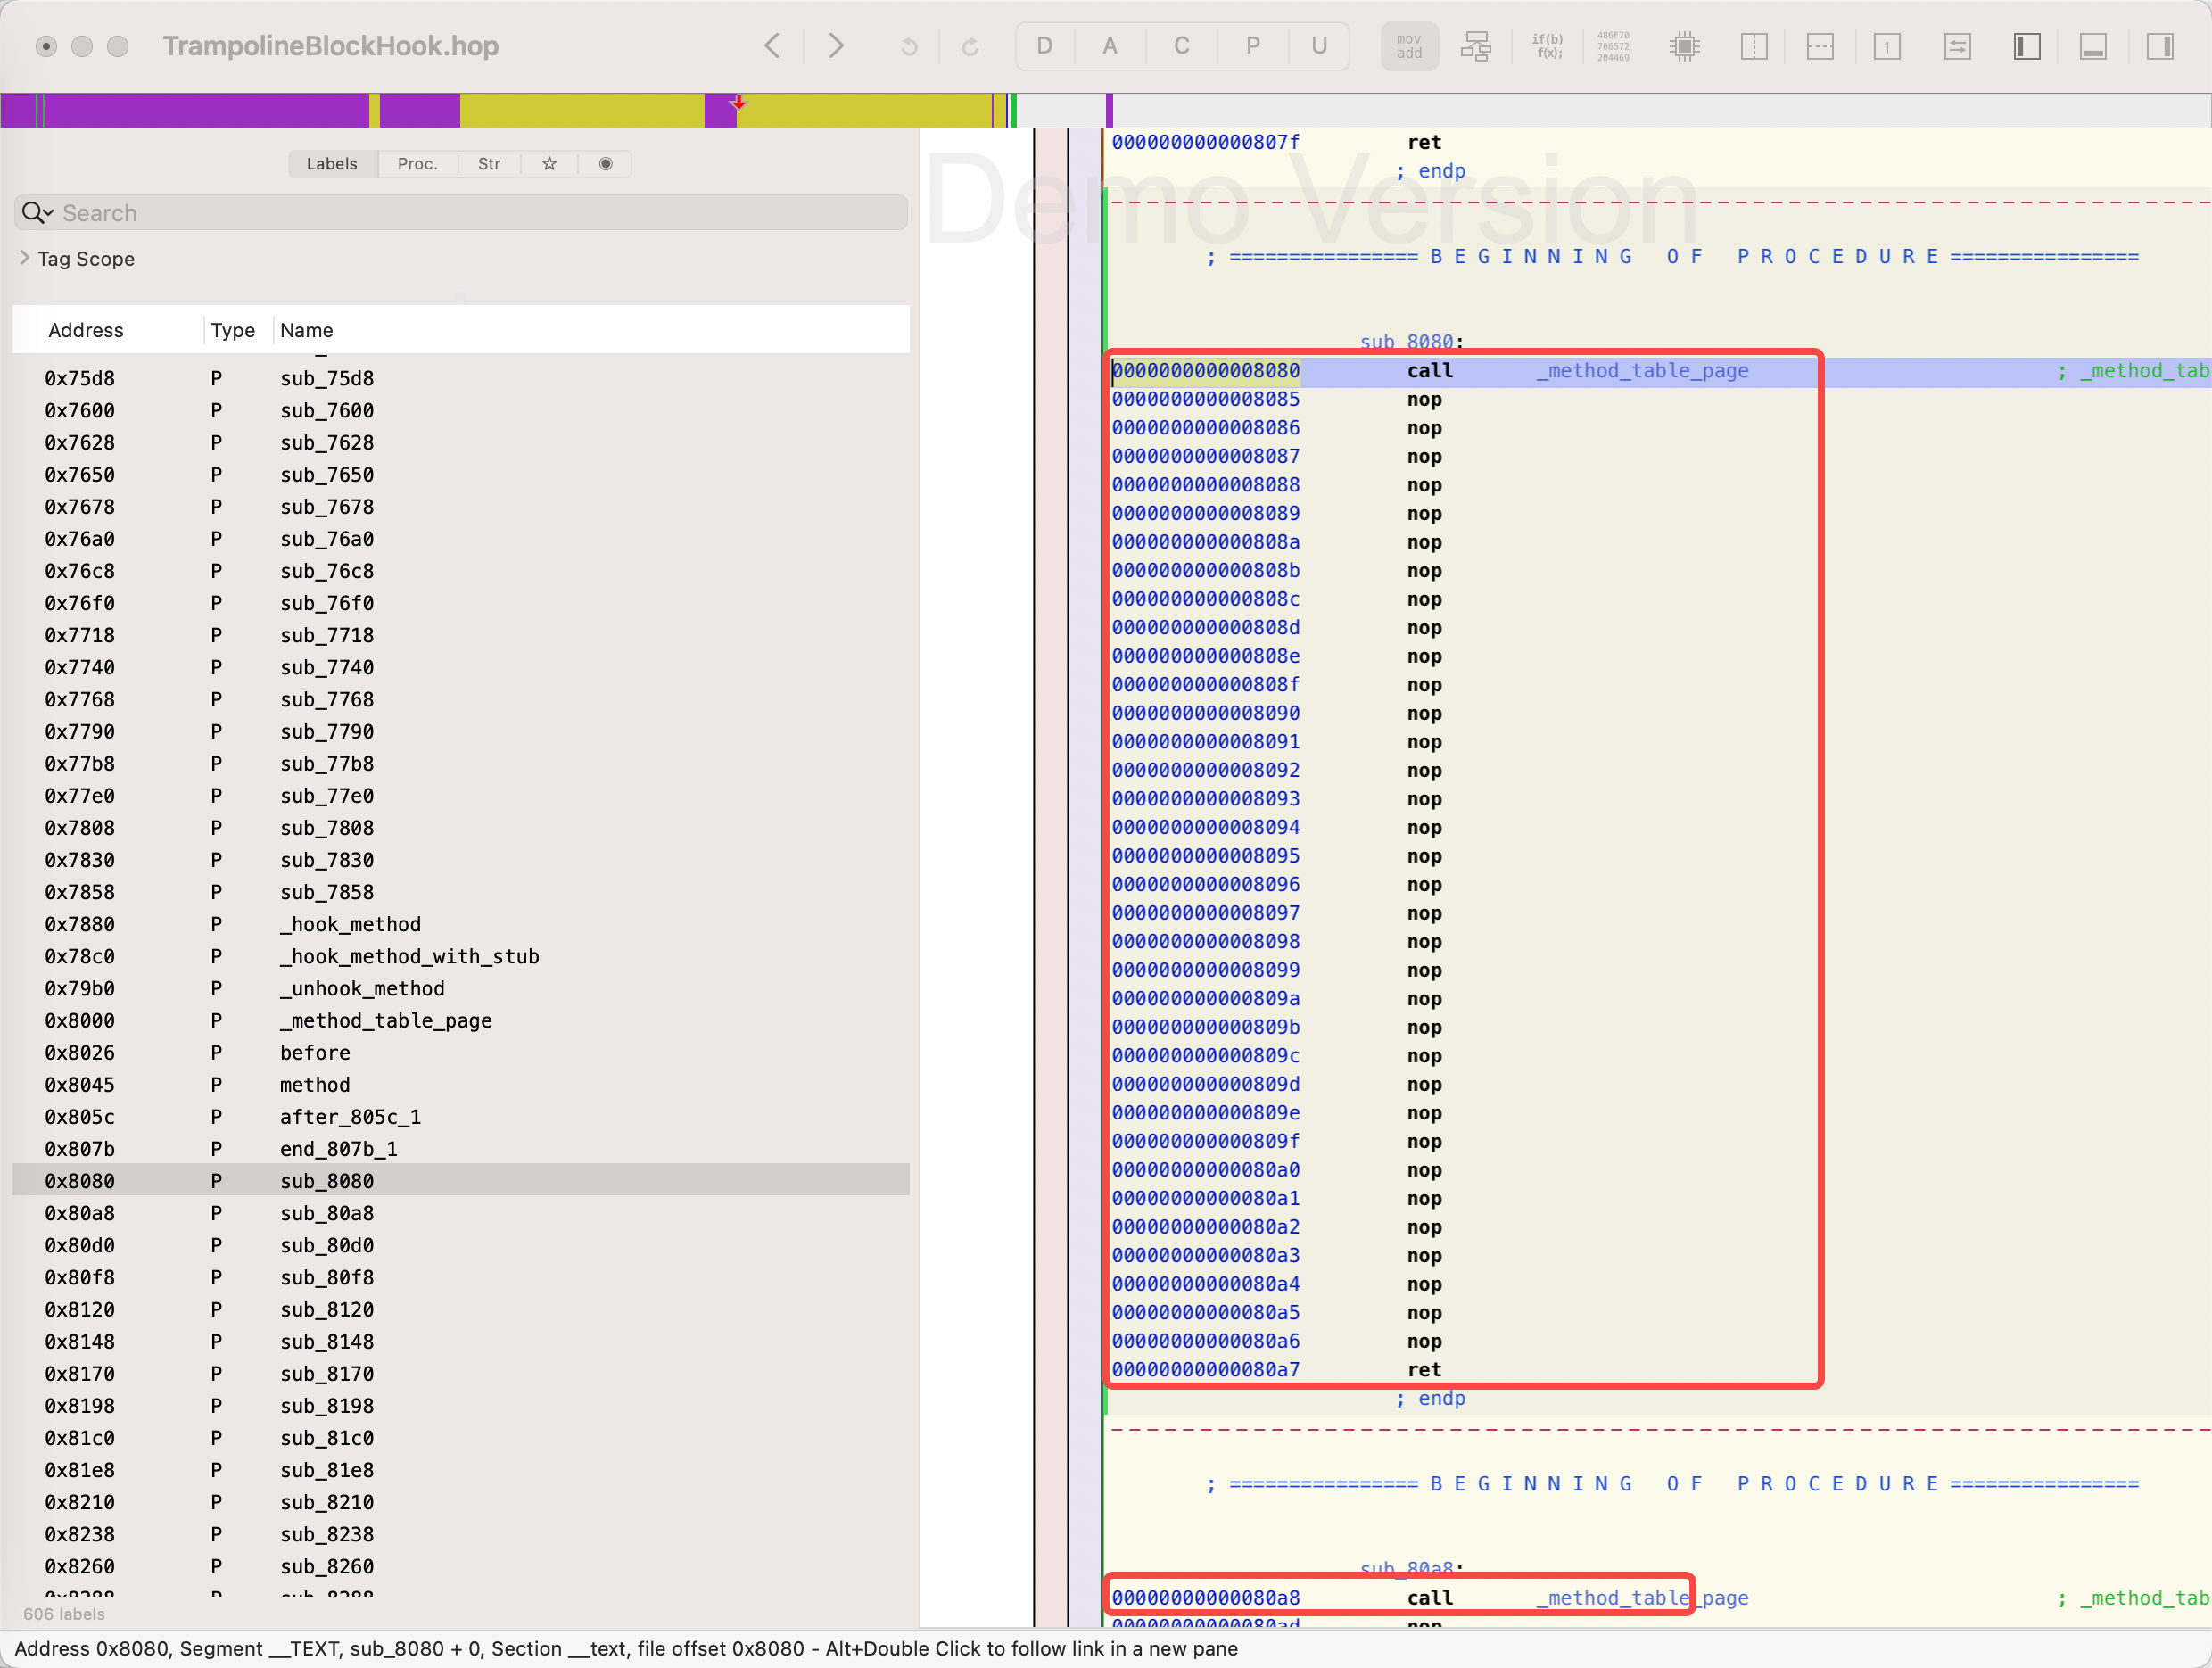 TrampolineBlockHook.hop
D A C P U
mov
add
if(b)
f(x);
486F70
706572
204469
1
Labels Proc. Str
Search
Tag Scope
Address Type Name
0x75d8 P sub_75d8
0x7600 P sub_7600
0x7628 P sub_7628
0x7650 P sub_7650
0x7678 P sub_7678
0x76a0 P sub_76a0
0x76c8 P sub_76c8
0x76f0 P sub_76f0
0x7718 P sub_7718
0x7740 P sub_7740
0x7768 P sub_7768
0x7790 P sub_7790
0x77b8 P sub_77b8
0x77e0 P sub_77e0
0x7808 P sub_7808
0x7830 P sub_7830
0x7858 P sub_7858
0x7880 P _hook_method
0x78c0 P _hook_method_with_stub
0x79b0 P _unhook_method
0x8000 P _method_table_page
0x8026 P before
0x8045 P method
0x805c P after_805c_1
0x807b P end_807b_1
0x8080 P sub_8080
0x80a8 P sub_80a8
0x80d0 P sub_80d0
0x80f8 P sub_80f8
0x8120 P sub_8120
0x8148 P sub_8148
0x8170 P sub_8170
0x8198 P sub_8198
0x81c0 P sub_81c0
0x81e8 P sub_81e8
0x8210 P sub_8210
0x8238 P sub_8238
0x8260 P sub_8260
0x8288 P sub_8288
606 labels
Demo Version
000000000000807f ret
; endp
; ================ B E G I N N I N G   O F   P R O C E D U R E ================
sub_8080:
0000000000008080 call _method_table_page ; _method_tab
0000000000008085 nop
0000000000008086 nop
0000000000008087 nop
0000000000008088 nop
0000000000008089 nop
000000000000808a nop
000000000000808b nop
000000000000808c nop
000000000000808d nop
000000000000808e nop
000000000000808f nop
0000000000008090 nop
0000000000008091 nop
0000000000008092 nop
0000000000008093 nop
0000000000008094 nop
0000000000008095 nop
0000000000008096 nop
0000000000008097 nop
0000000000008098 nop
0000000000008099 nop
000000000000809a nop
000000000000809b nop
000000000000809c nop
000000000000809d nop
000000000000809e nop
000000000000809f nop
00000000000080a0 nop
00000000000080a1 nop
00000000000080a2 nop
00000000000080a3 nop
00000000000080a4 nop
00000000000080a5 nop
00000000000080a6 nop
00000000000080a7 ret
; endp
; ================ B E G I N N I N G   O F   P R O C E D U R E ================
sub_80a8:
00000000000080a8 call _method_table_page ; _method_tab
00000000000080ad nop
Address 0x8080, Segment __TEXT, sub_8080 + 0, Section __text, file offset 0x8080 - Alt+Double Click to follow link in a new pane